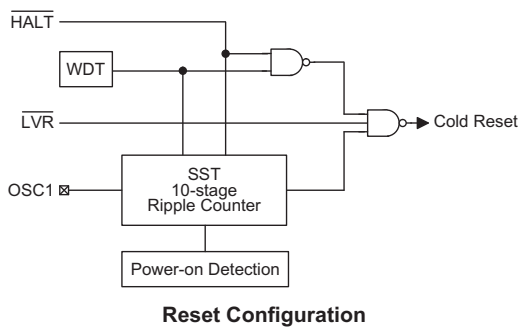 HALT
WDT
LVR
Cold Reset
OSC1
SST
10-stage
Ripple Counter
Power-on Detection
Reset Configuration